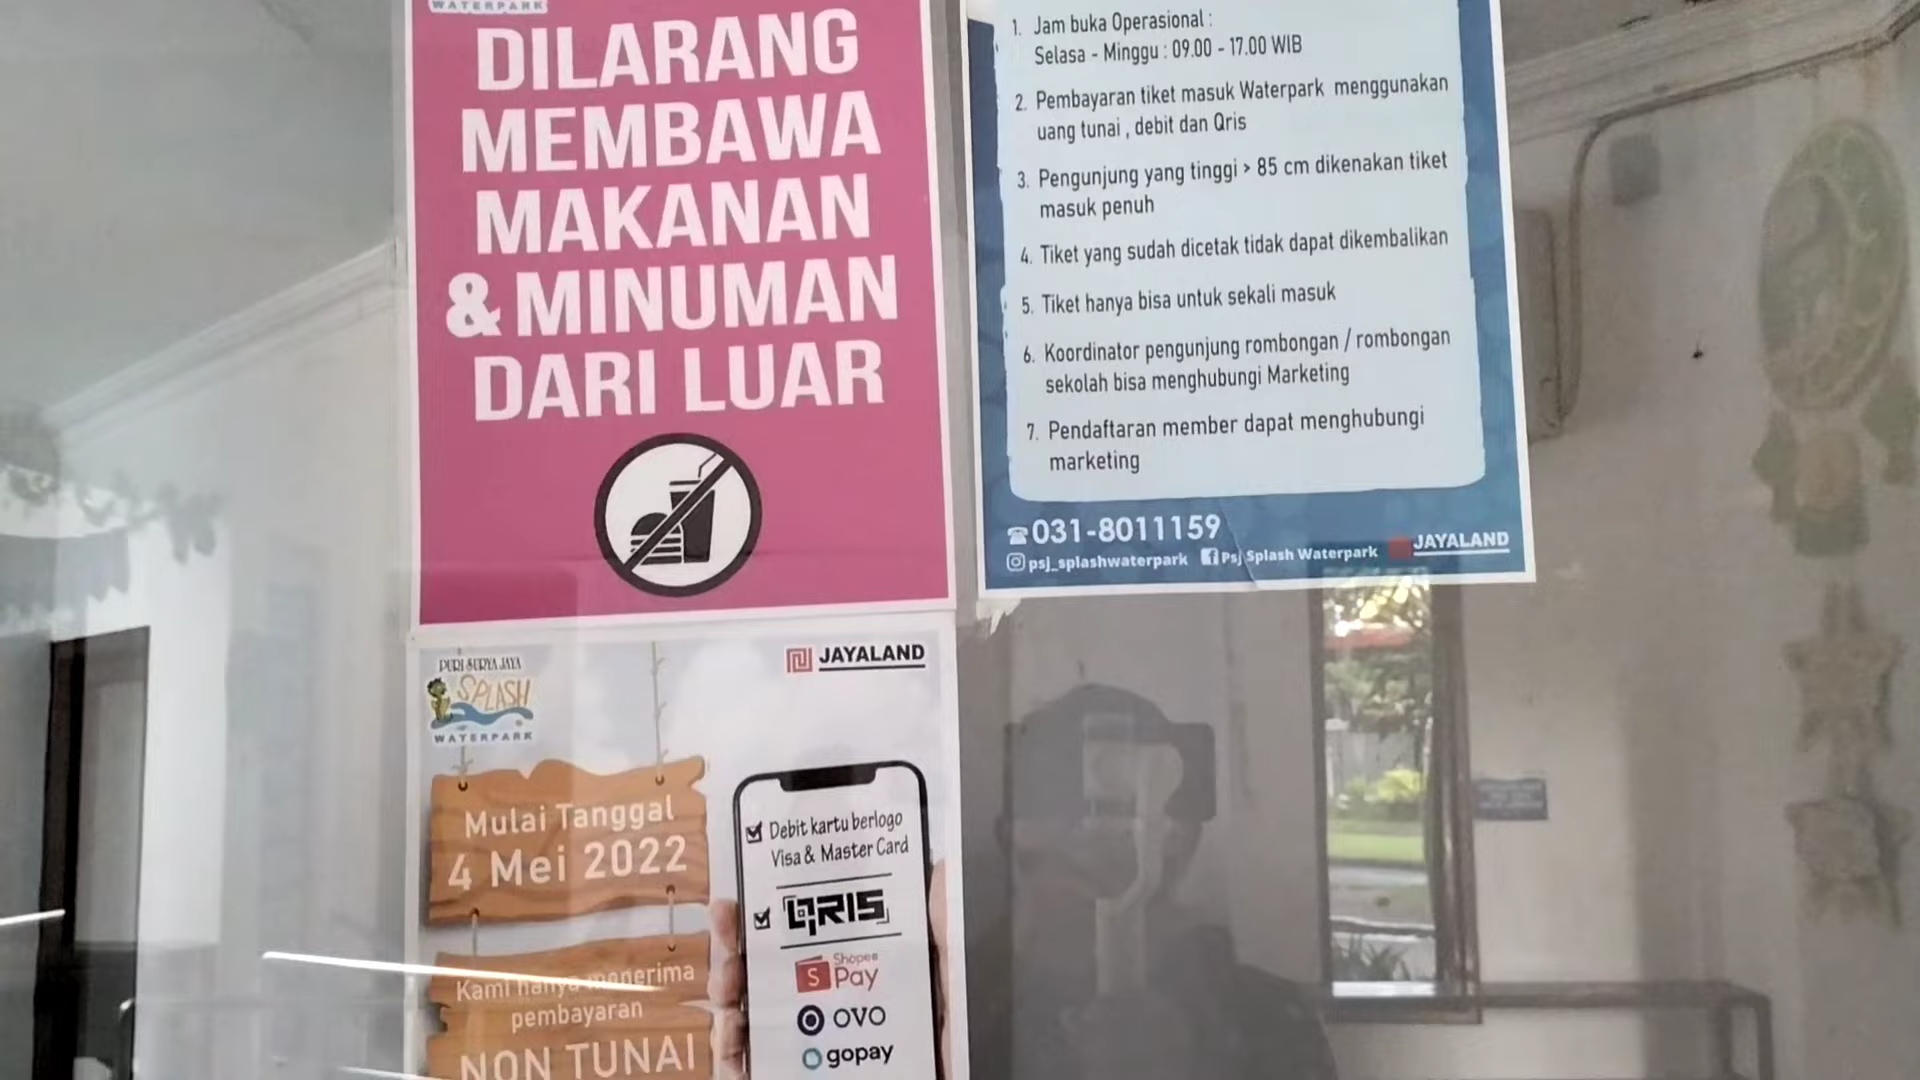 WATERPARK
DILARANG
MEMBAWA
MAKANAN
& MINUMAN
DARI LUAR
1. Jam buka Operasional :
Selasa - Minggu : 09.00 - 17.00 WIB
2. Pembayaran tiket masuk Waterpark menggunakan
uang tunai , debit dan Qris
3. Pengunjung yang tinggi > 85 cm dikenakan tiket
masuk penuh
4. Tiket yang sudah dicetak tidak dapat dikembalikan
5. Tiket hanya bisa untuk sekali masuk
6. Koordinator pengunjung rombongan / rombongan
sekolah bisa menghubungi Marketing
7. Pendaftaran member dapat menghubungi
marketing
031-8011159
psj_splashwaterpark Psj Splash Waterpark
JAYALAND
PURI SURYA JAYA
SPLASH
WATERPARK
JAYALAND
Mulai Tanggal
4 Mei 2022
Kami hanya menerima
pembayaran
NON TUNAI
Debit kartu berlogo
Visa & Master Card
QRIS
Shopee
Pay
OVO
gopay